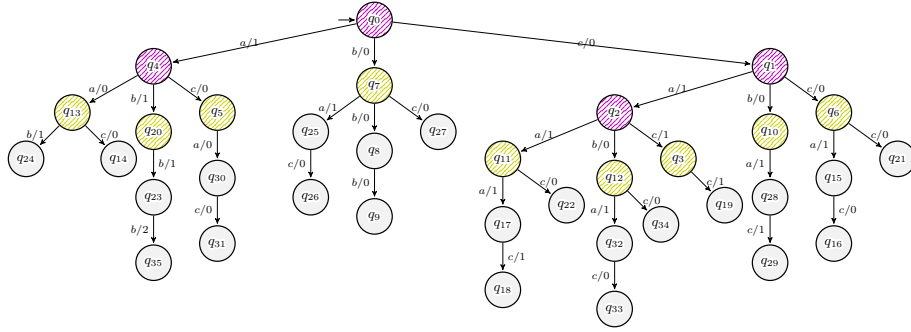 q0
a/1 b/0 c/0
q4 q7 q1
a/0 b/1 c/0 a/1 b/0 c/0 a/1 b/0 c/0
q13 q20 q5 q25 q8 q27 q2 q10 q6
b/1 c/0 b/1 a/0 c/0 b/0 a/1 b/0 c/1 a/1 a/1 c/0
q24 q14 q23 q30 q26 q9 q11 q12 q3 q28 q15 q21
b/2 c/0 a/1 c/0 a/1 c/0 c/1 c/1 c/0
q35 q31 q17 q22 q32 q34 q19 q29 q16
c/1 c/0
q18 q33